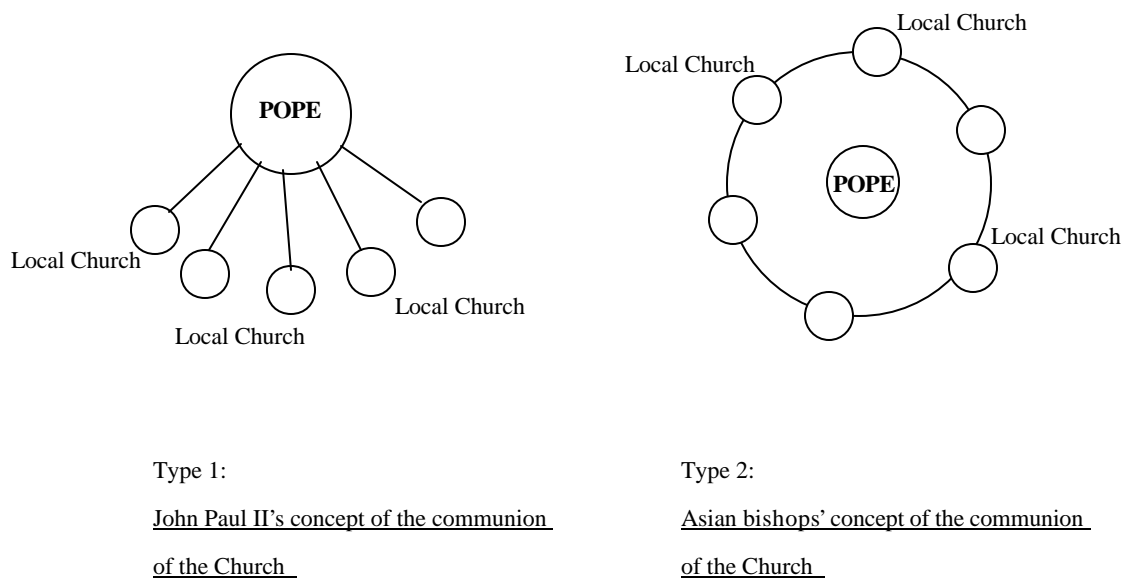 POPE
Local Church
Local Church
Local Church
Type 1:
John Paul II’s concept of the communion
of the Church
Local Church
Local Church
POPE
Local Church
Type 2:
Asian bishops’ concept of the communion
of the Church